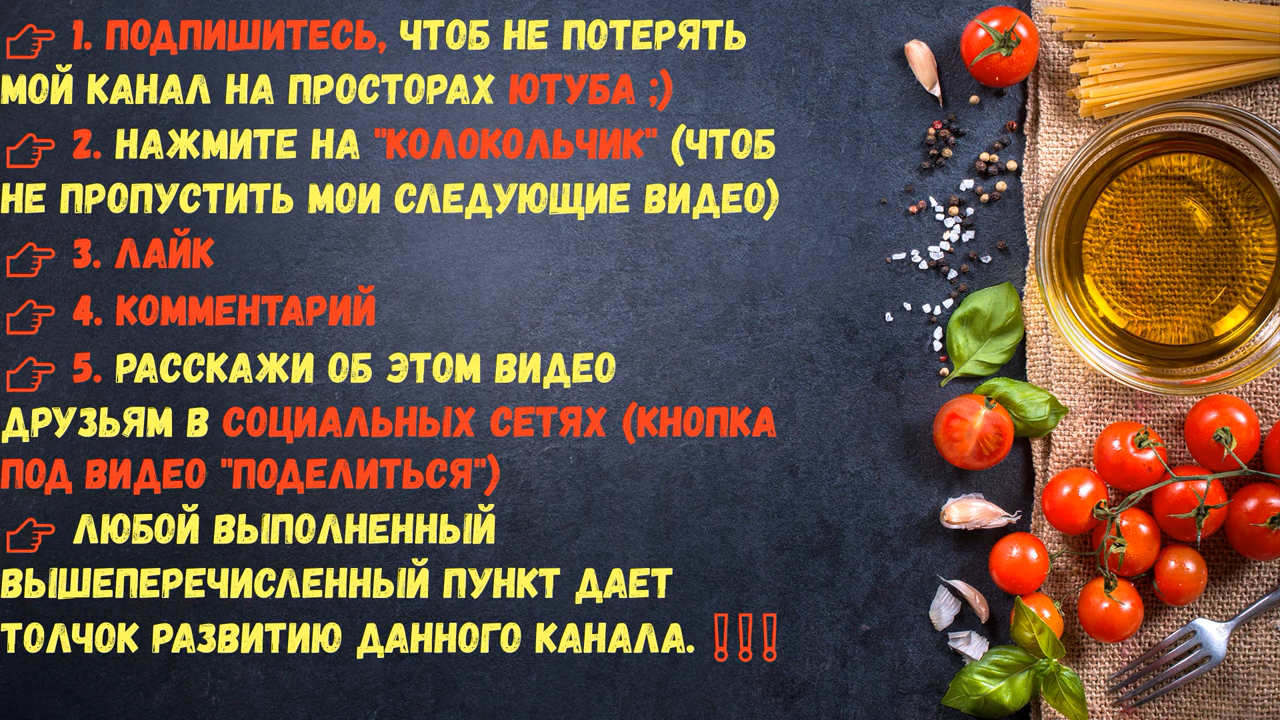 👉 1. ПОДПИШИТЕСЬ, ЧТОБ НЕ ПОТЕРЯТЬ
МОЙ КАНАЛ НА ПРОСТОРАХ ЮТУБА ;)
👉 2. НАЖМИТЕ НА "КОЛОКОЛЬЧИК" (ЧТОБ
НЕ ПРОПУСТИТЬ МОИ СЛЕДУЮЩИЕ ВИДЕО)
👉 3. ЛАЙК
👉 4. КОММЕНТАРИЙ
👉 5. РАССКАЖИ ОБ ЭТОМ ВИДЕО
ДРУЗЬЯМ В СОЦИАЛЬНЫХ СЕТЯХ (КНОПКА
ПОД ВИДЕО "ПОДЕЛИТЬСЯ")
👉 ЛЮБОЙ ВЫПОЛНЕННЫЙ
ВЫШЕПЕРЕЧИСЛЕННЫЙ ПУНКТ ДАЕТ
ТОЛЧОК РАЗВИТИЮ ДАННОГО КАНАЛА. ❗❗❗